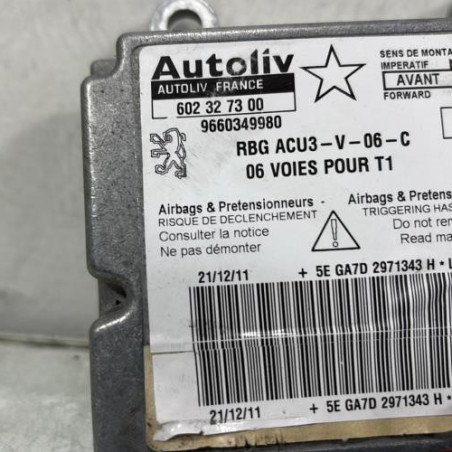 Autoliv
AUTOLIV FRANCE
602 32 73 00
9660349980
SENS DE MONTA
IMPERATIF
AVANT
FORWARD
RBG ACU3-V-06-C
06 VOIES POUR T1
Airbags & Pretensionneurs -
RISQUE DE DECLENCHEMENT
Consulter la notice
Ne pas démonter
Airbags & Pretens
TRIGGERING HAS
Do not rem
Read ma
21/12/11 + 5E GA7D 2971343 H
21/12/11 + 5E GA7D 2971343 H